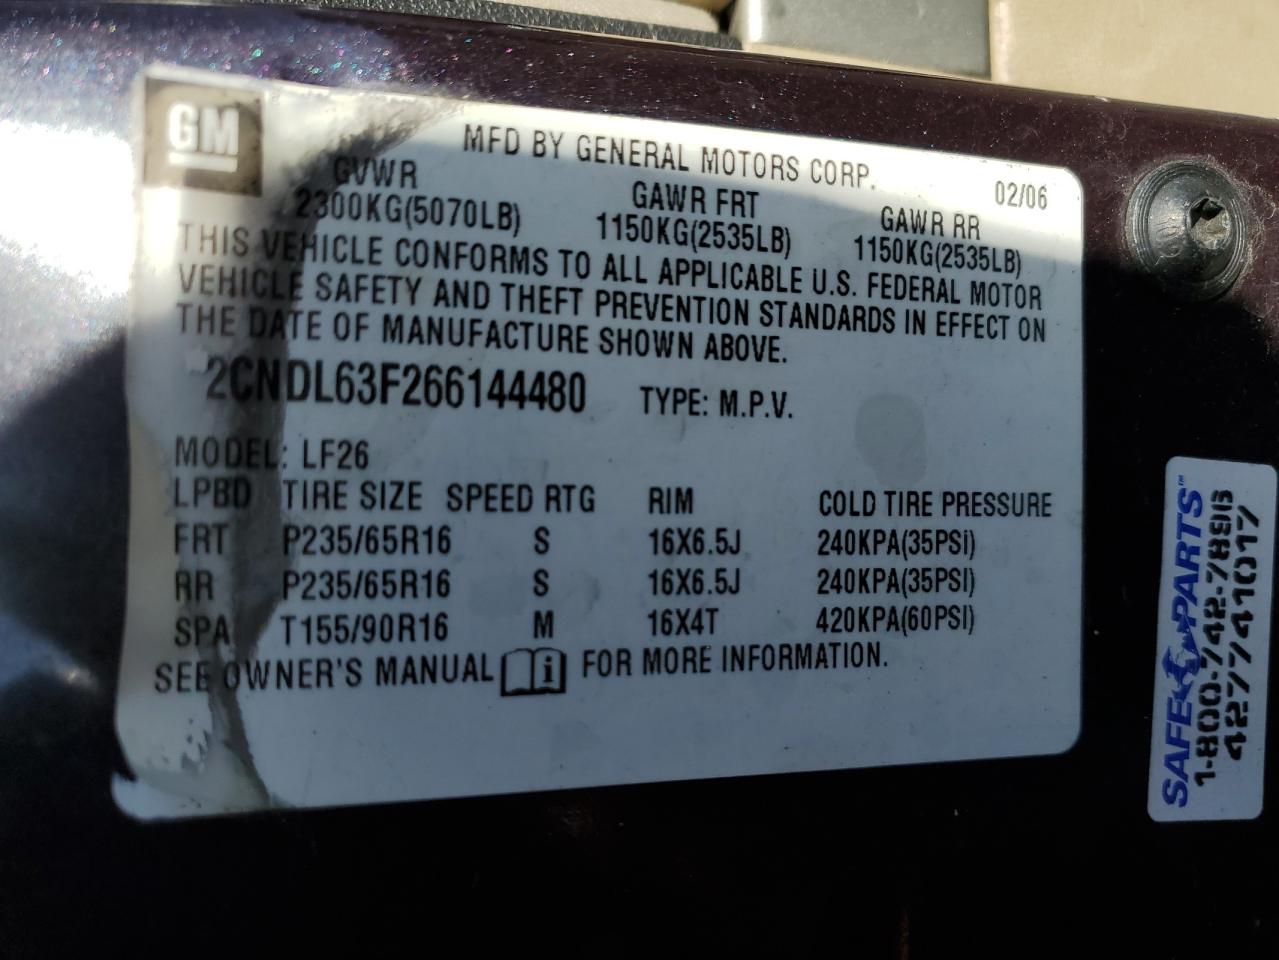 GM
MFD BY GENERAL MOTORS CORP. 02/06
GVWR GAWR FRT GAWR RR
2300KG(5070LB) 1150KG(2535LB) 1150KG(2535LB)
THIS VEHICLE CONFORMS TO ALL APPLICABLE U.S. FEDERAL MOTOR
VEHICLE SAFETY AND THEFT PREVENTION STANDARDS IN EFFECT ON
THE DATE OF MANUFACTURE SHOWN ABOVE.
2CNDL63F266144480 TYPE: M.P.V.
MODEL: LF26
LPBD TIRE SIZE SPEED RTG RIM COLD TIRE PRESSURE
FRT P235/65R16 S 16X6.5J 240KPA(35PSI)
RR P235/65R16 S 16X6.5J 240KPA(35PSI)
SPA T155/90R16 M 16X4T 420KPA(60PSI)
SEE OWNER'S MANUAL i FOR MORE INFORMATION.
SAFE PARTS™
1-800-742-7896
427741017